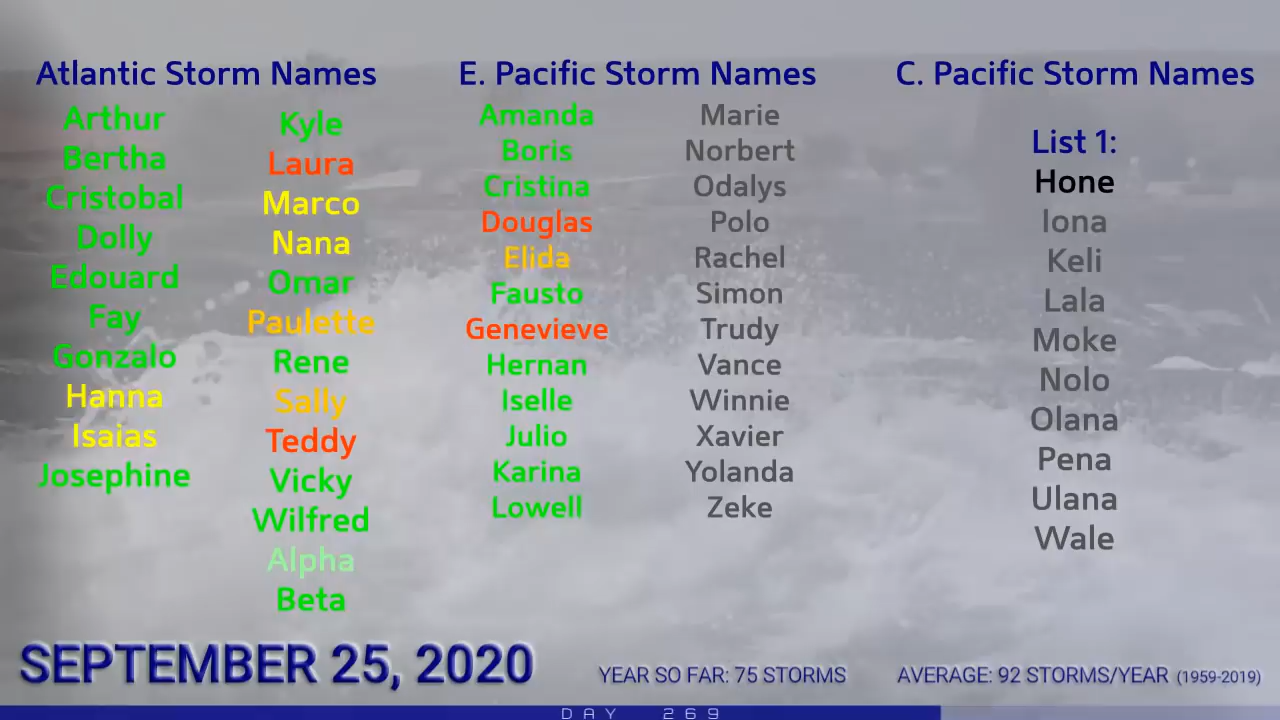 Atlantic Storm Names
Arthur
Bertha
Cristobal
Dolly
Edouard
Fay
Gonzalo
Hanna
Isaias
Josephine
Kyle
Laura
Marco
Nana
Omar
Paulette
Rene
Sally
Teddy
Vicky
Wilfred
Alpha
Beta
E. Pacific Storm Names
Amanda
Boris
Cristina
Douglas
Elida
Fausto
Genevieve
Hernan
Iselle
Julio
Karina
Lowell
Marie
Norbert
Odalys
Polo
Rachel
Simon
Trudy
Vance
Winnie
Xavier
Yolanda
Zeke
C. Pacific Storm Names
List 1:
Hone
Iona
Keli
Lala
Moke
Nolo
Olana
Pena
Ulana
Wale
SEPTEMBER 25, 2020
YEAR SO FAR: 75 STORMS
AVERAGE: 92 STORMS/YEAR (1959-2019)
DAY 269